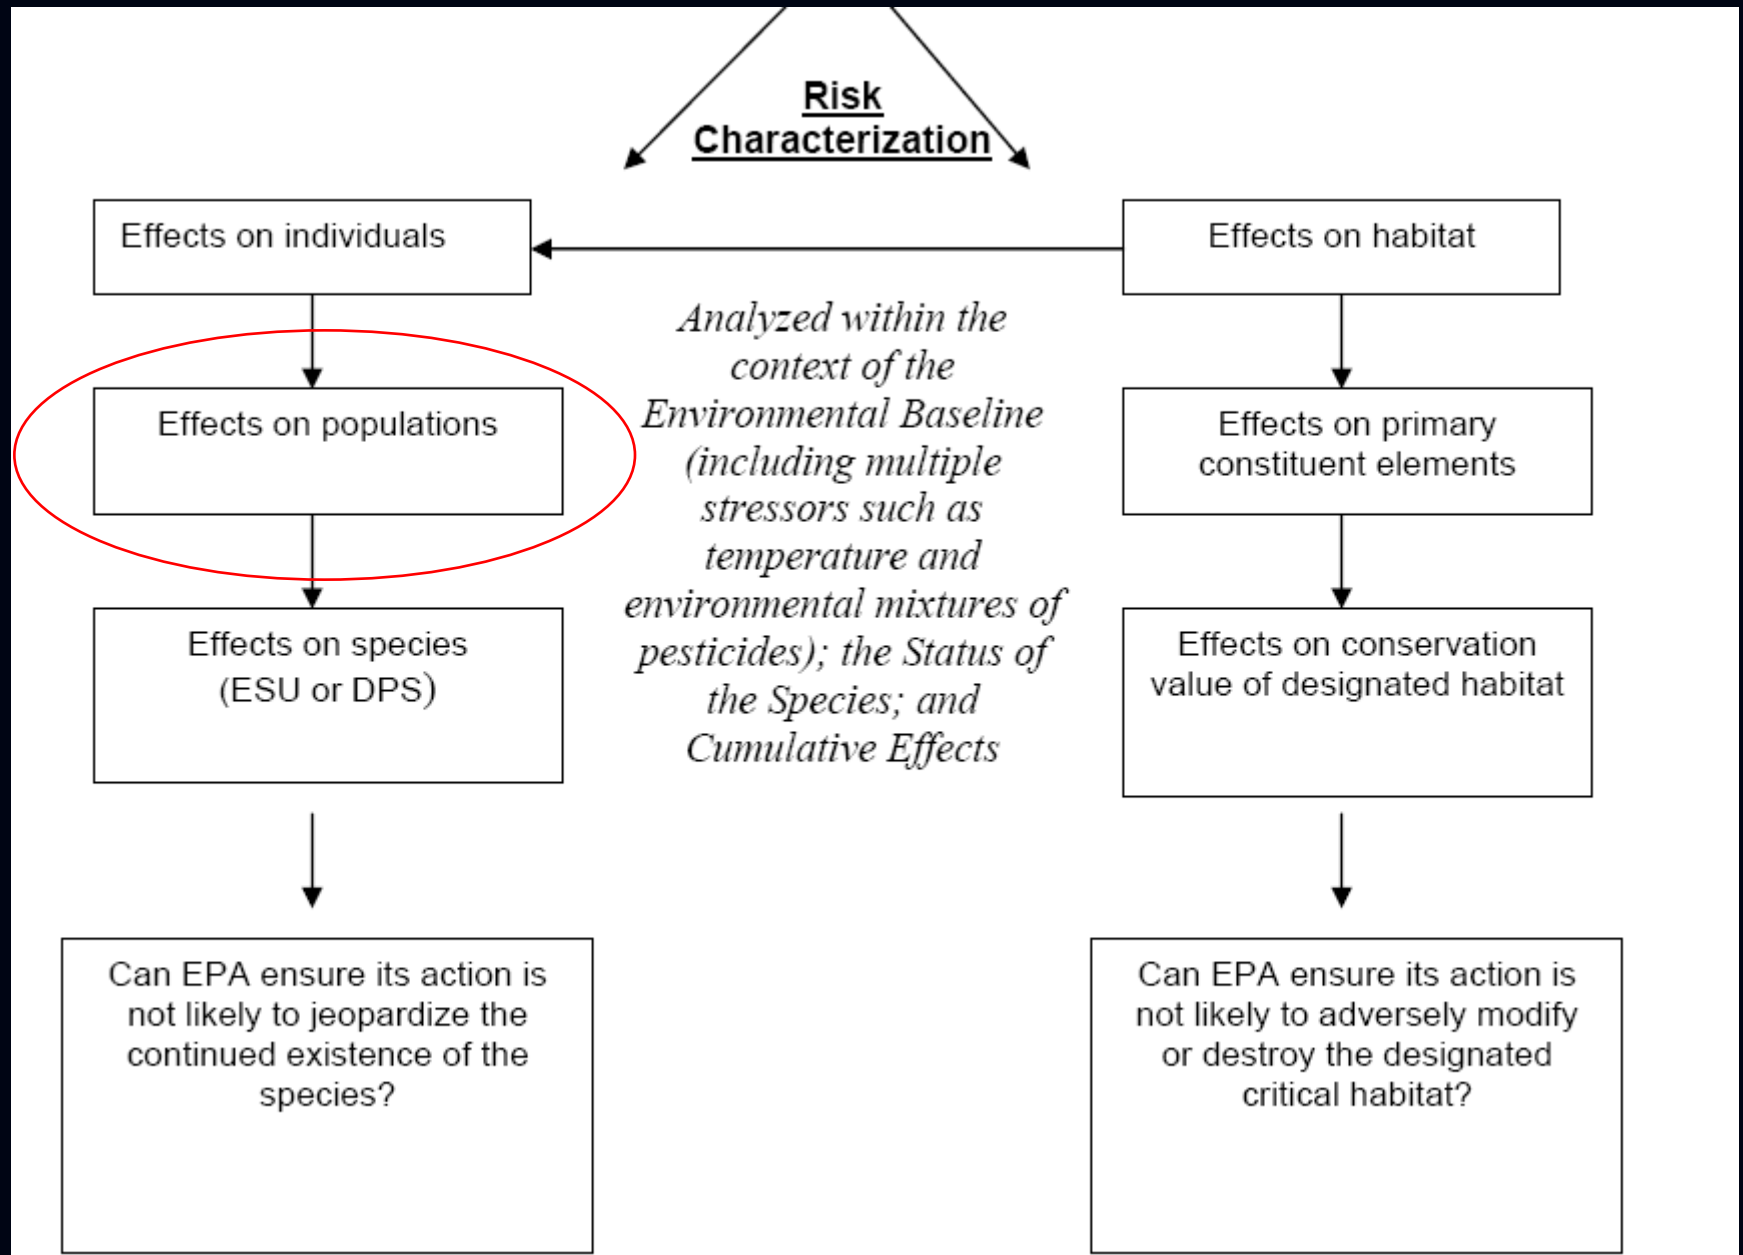 Risk
Characterization
Effects on individuals
Effects on habitat
Analyzed within the
context of the
Environmental Baseline
(including multiple
stressors such as
temperature and
environmental mixtures of
pesticides); the Status of
the Species; and
Cumulative Effects
Effects on populations
Effects on primary
constituent elements
Effects on species
(ESU or DPS)
Effects on conservation
value of designated habitat
Can EPA ensure its action is
not likely to jeopardize the
continued existence of the
species?
Can EPA ensure its action is
not likely to adversely modify
or destroy the designated
critical habitat?